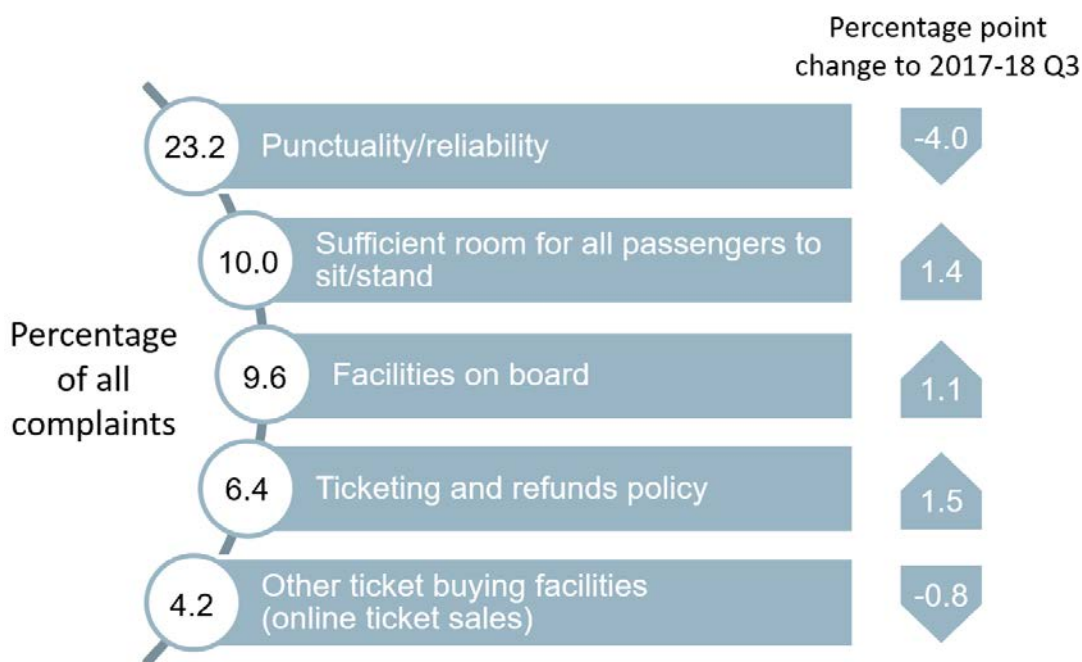 Percentage point
change to 2017-18 Q3
23.2
Punctuality/reliability
-4.0
10.0
Sufficient room for all passengers to
sit/stand
1.4
Percentage
of all
complaints
9.6
Facilities on board
1.1
6.4
Ticketing and refunds policy
1.5
4.2
Other ticket buying facilities
(online ticket sales)
-0.8